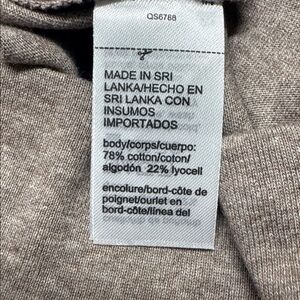 QS6788
MADE IN SRI
LANKA/HECHO EN
SRI LANKA CON
INSUMOS
IMPORTADOS
body/corps/cuerpo:
78% cotton/coton/
algodón 22% lyocell
encolure/bord-côte de
poignet/ourlet en
bord-côte/línea del